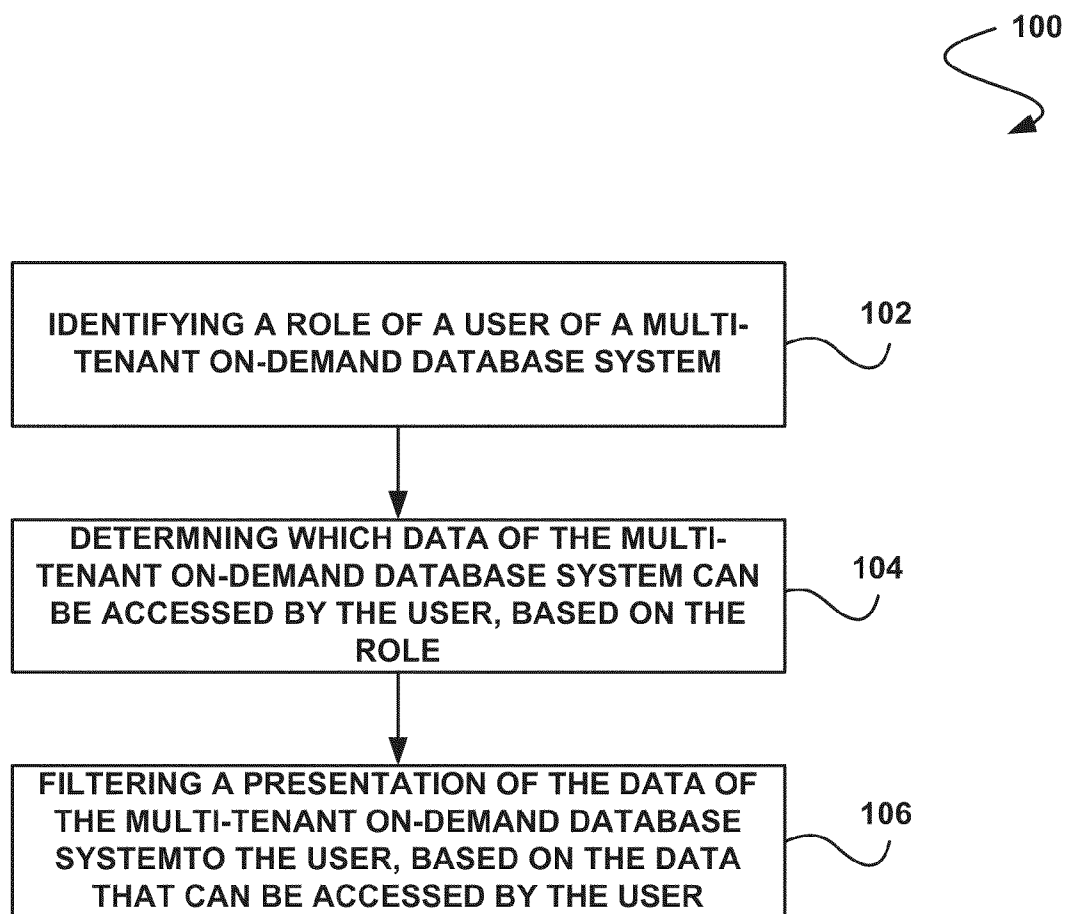 100
IDENTIFYING A ROLE OF A USER OF A MULTI-
TENANT ON-DEMAND DATABASE SYSTEM
102
DETERMNING WHICH DATA OF THE MULTI-
TENANT ON-DEMAND DATABASE SYSTEM CAN
BE ACCESSED BY THE USER, BASED ON THE
ROLE
104
FILTERING A PRESENTATION OF THE DATA OF
THE MULTI-TENANT ON-DEMAND DATABASE
SYSTEMTO THE USER, BASED ON THE DATA
THAT CAN BE ACCESSED BY THE USER
106